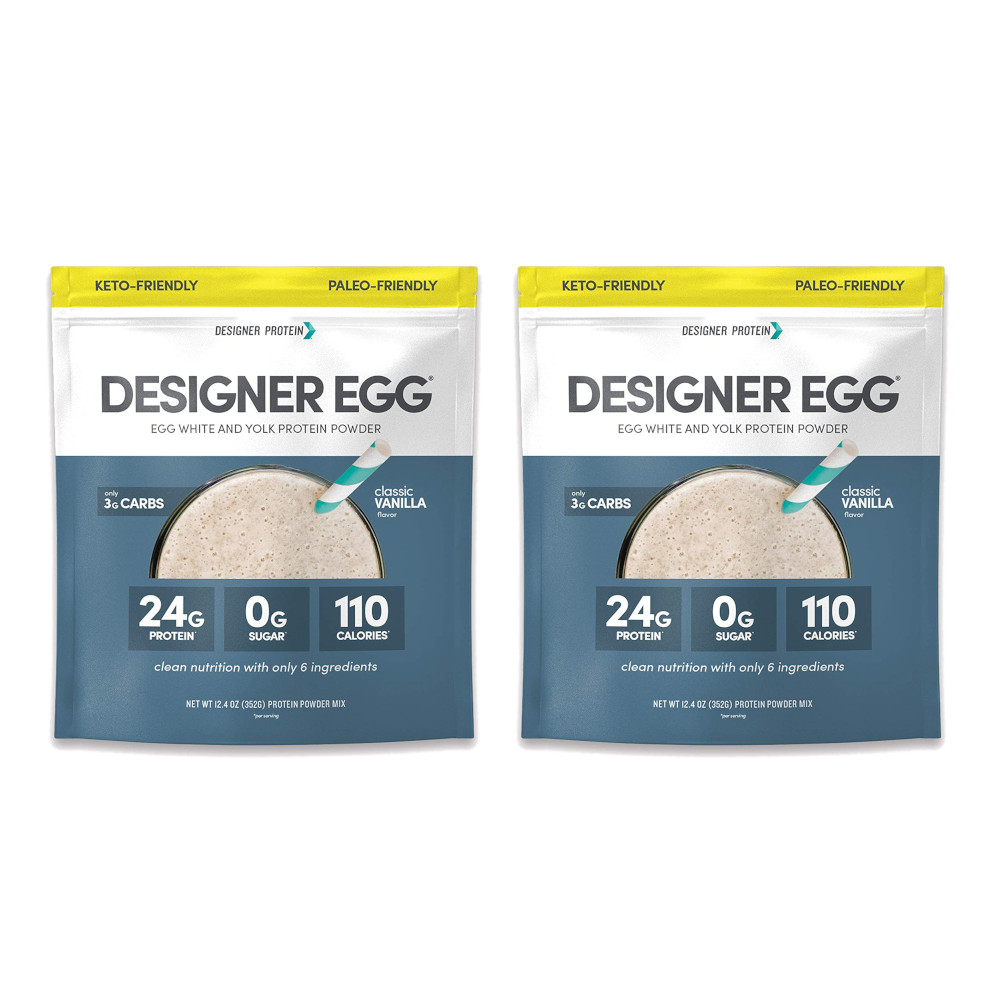 KETO-FRIENDLY PALEO-FRIENDLY
DESIGNER PROTEIN
DESIGNER EGG®
EGG WHITE AND YOLK PROTEIN POWDER
only
3G CARBS
classic
VANILLA
flavor
24G
PROTEIN*
0G
SUGAR*
110
CALORIES*
clean nutrition with only 6 ingredients
NET WT 12.4 OZ (352G) PROTEIN POWDER MIX
*per serving
KETO-FRIENDLY PALEO-FRIENDLY
DESIGNER PROTEIN
DESIGNER EGG®
EGG WHITE AND YOLK PROTEIN POWDER
only
3G CARBS
classic
VANILLA
flavor
24G
PROTEIN*
0G
SUGAR*
110
CALORIES*
clean nutrition with only 6 ingredients
NET WT 12.4 OZ (352G) PROTEIN POWDER MIX
*per serving